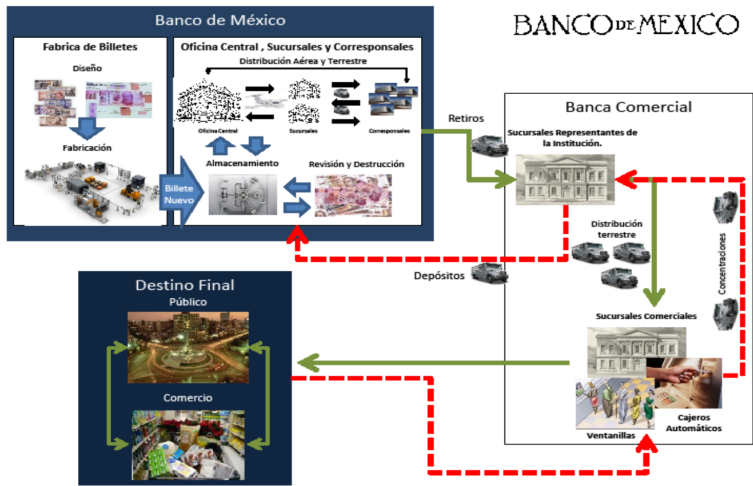 Banco de México
BANCO DE MEXICO
Fabrica de Billetes
Oficina Central , Sucursales y Corresponsales
Diseño
Distribución Aérea y Terrestre
Oficina Central
Sucursales
Corresponsales
Fabricación
Almacenamiento
Revisión y Destrucción
Billete
Nuevo
Retiros
Depósitos
Banca Comercial
Sucursales Representantes de
la Institución.
Distribución
terrestre
Concentraciones
Sucursales Comerciales
Ventanillas
Cajeros
Automáticos
Destino Final
Público
Comercio